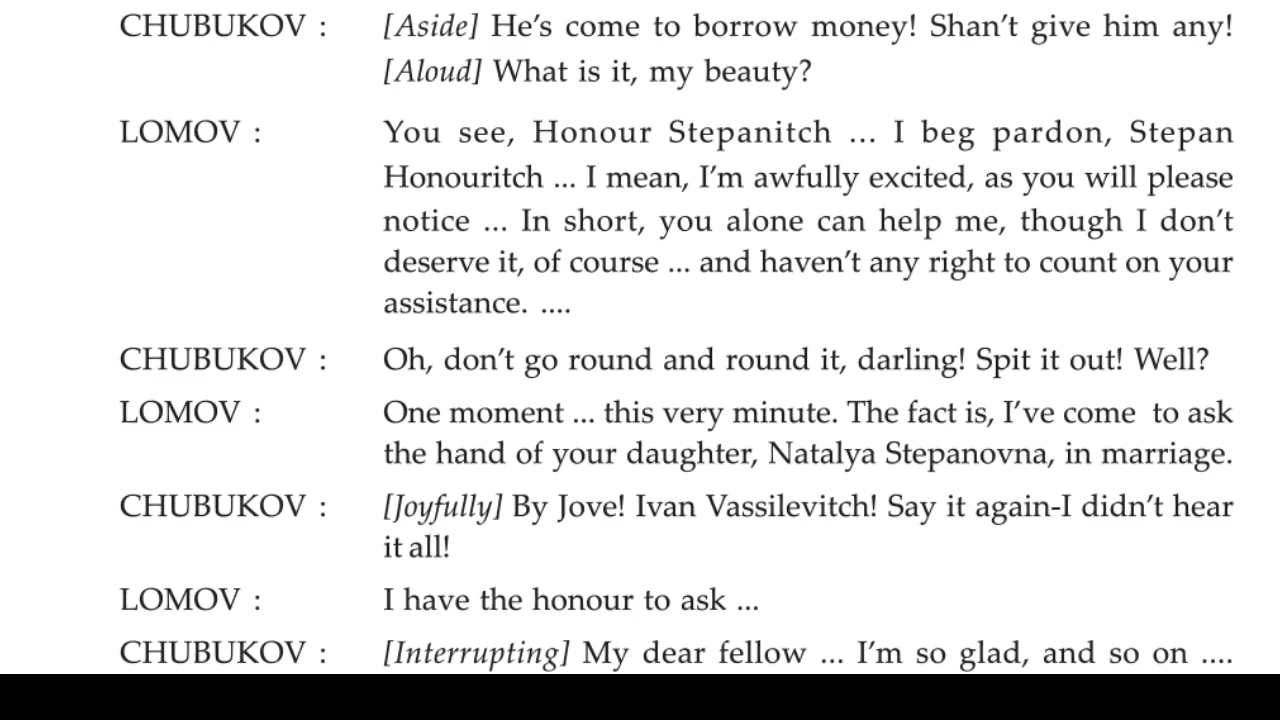 CHUBUKOV : [Aside] He's come to borrow money! Shan't give him any!
[Aloud] What is it, my beauty?
LOMOV : You see, Honour Stepanitch ... I beg pardon, Stepan
Honouritch ... I mean, I'm awfully excited, as you will please
notice ... In short, you alone can help me, though I don't
deserve it, of course ... and haven't any right to count on your
assistance. ....
CHUBUKOV : Oh, don't go round and round it, darling! Spit it out! Well?
LOMOV : One moment ... this very minute. The fact is, I've come to ask
the hand of your daughter, Natalya Stepanovna, in marriage.
CHUBUKOV : [Joyfully] By Jove! Ivan Vassilevitch! Say it again-I didn't hear
it all!
LOMOV : I have the honour to ask ...
CHUBUKOV : [Interrupting] My dear fellow ... I'm so glad, and so on ....